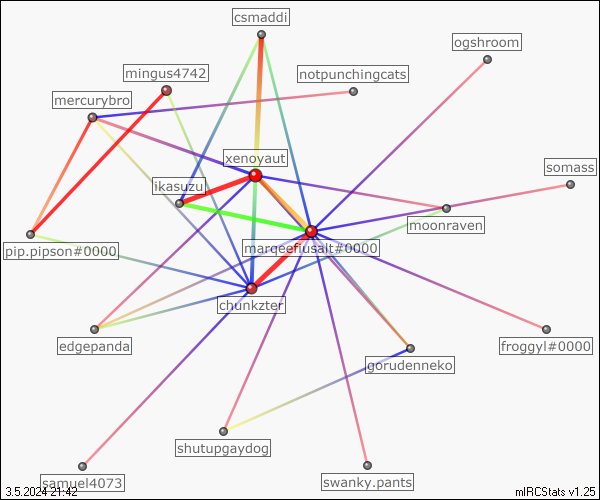 csmaddi
ogshroom
mingus4742
notpunchingcats
mercurybro
xenoyaut
somass
ikasuzu
moonraven
pip.pipson#0000
marqeefiusalt#0000
chunkzter
edgepanda
froggyl#0000
gorudenneko
shutupgaydog
samuel4073
swanky.pants
3.5.2024 21:42
mIRCStats v1.25